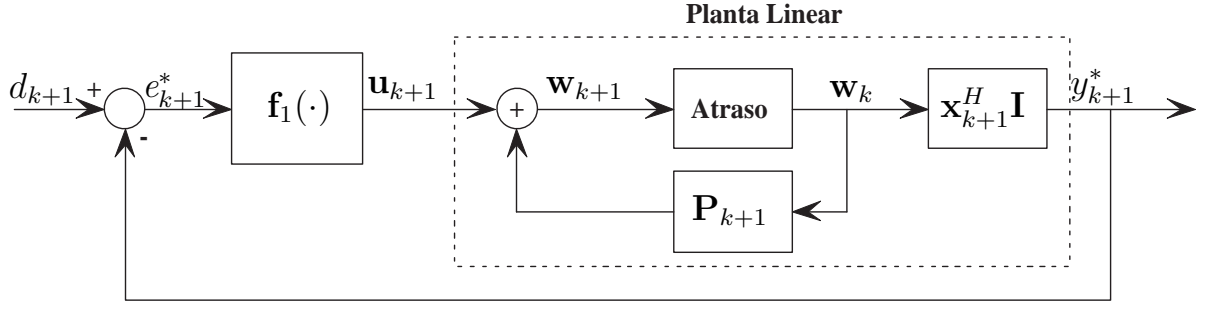 Planta Linear
d_{k+1}
+
e^*_{k+1}
-
f_1(·)
u_{k+1}
+
w_{k+1}
Atraso
w_k
x^H_{k+1}I
y^*_{k+1}
P_{k+1}